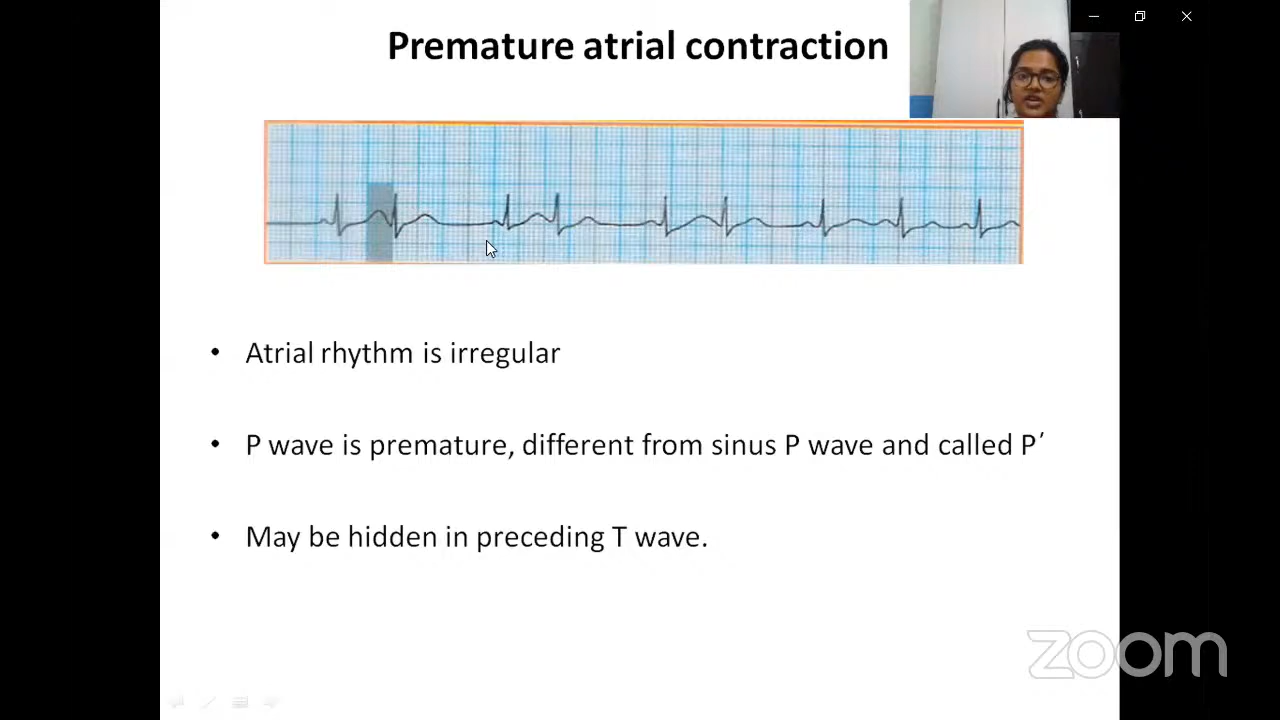 Premature atrial contraction
• Atrial rhythm is irregular
• P wave is premature, different from sinus P wave and called P′
• May be hidden in preceding T wave.
zoom